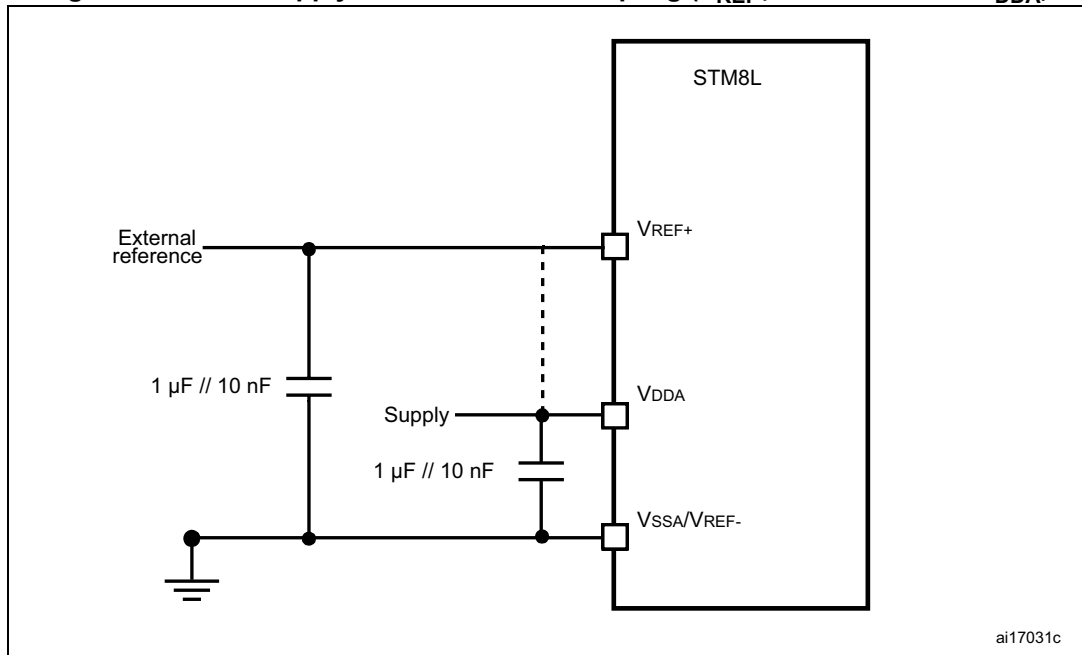 STM8L
VREF+
External
reference
1 µF // 10 nF
VDDA
Supply
1 µF // 10 nF
VSSA/VREF-
ai17031c